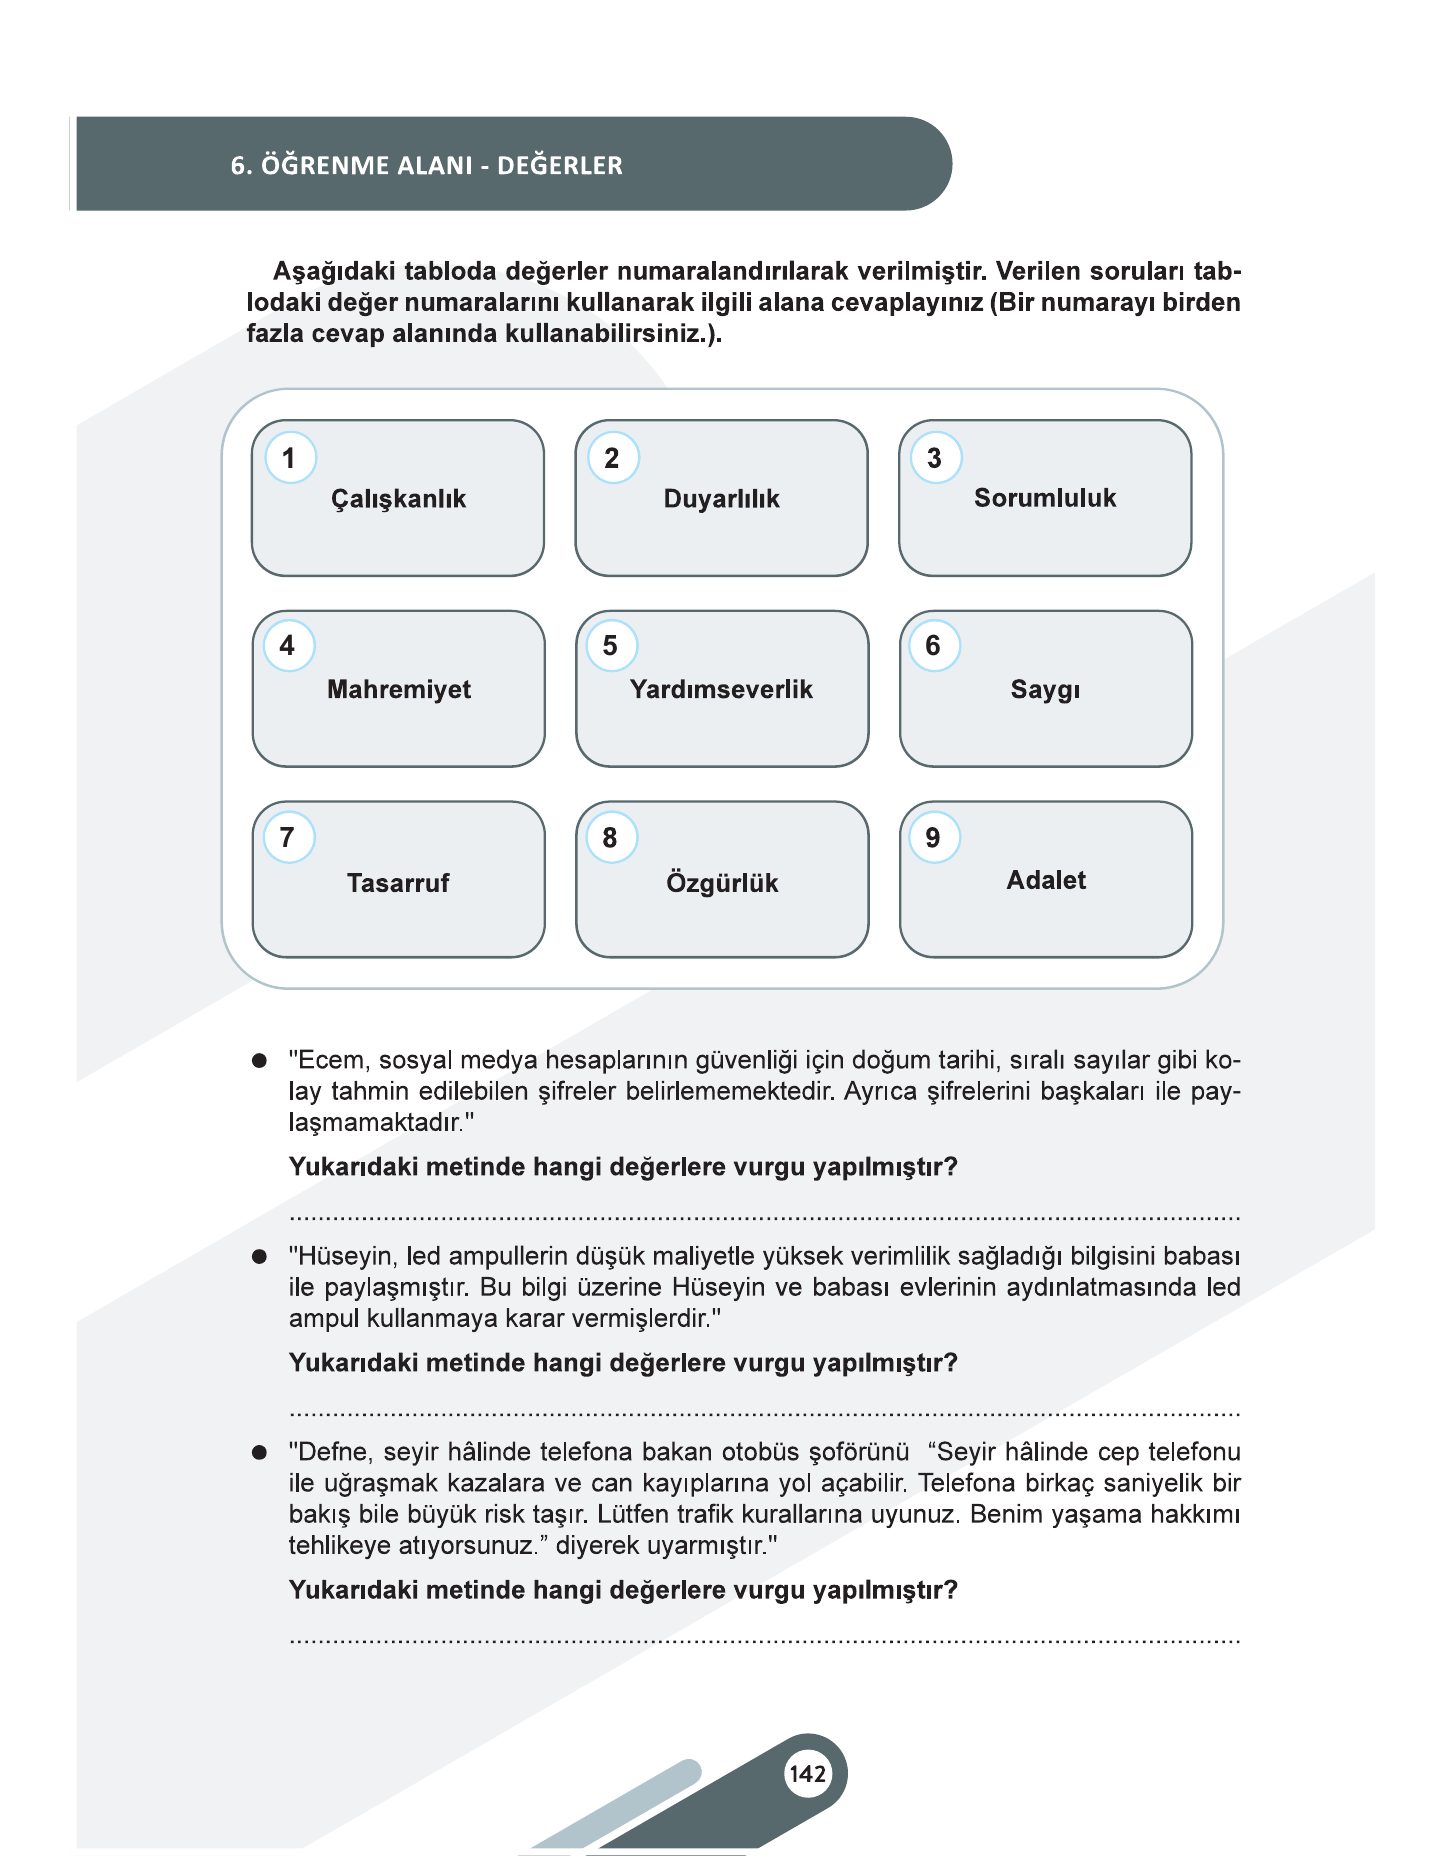 6. ÖĞRENME ALANI - DEĞERLER
Aşağıdaki tabloda değerler numaralandırılarak verilmiştir. Verilen soruları tab-
lodaki değer numaralarını kullanarak ilgili alana cevaplayınız (Bir numarayı birden
fazla cevap alanında kullanabilirsiniz.).
1
Çalışkanlık
2
Duyarlılık
3
Sorumluluk
4
Mahremiyet
5
Yardımseverlik
6
Saygı
7
Tasarruf
8
Özgürlük
9
Adalet
● "Ecem, sosyal medya hesaplarının güvenliği için doğum tarihi, sıralı sayılar gibi ko-
lay tahmin edilebilen şifreler belirlememektedir. Ayrıca şifrelerini başkaları ile pay-
laşmamaktadır."
Yukarıdaki metinde hangi değerlere vurgu yapılmıştır?
....................................................................................................................................
● "Hüseyin, led ampullerin düşük maliyetle yüksek verimlilik sağladığı bilgisini babası
ile paylaşmıştır. Bu bilgi üzerine Hüseyin ve babası evlerinin aydınlatmasında led
ampul kullanmaya karar vermişlerdir."
Yukarıdaki metinde hangi değerlere vurgu yapılmıştır?
....................................................................................................................................
● "Defne, seyir hâlinde telefona bakan otobüs şoförünü “Seyir hâlinde cep telefonu
ile uğraşmak kazalara ve can kayıplarına yol açabilir. Telefona birkaç saniyelik bir
bakış bile büyük risk taşır. Lütfen trafik kurallarına uyunuz. Benim yaşama hakkımı
tehlikeye atıyorsunuz.” diyerek uyarmıştır."
Yukarıdaki metinde hangi değerlere vurgu yapılmıştır?
....................................................................................................................................
142